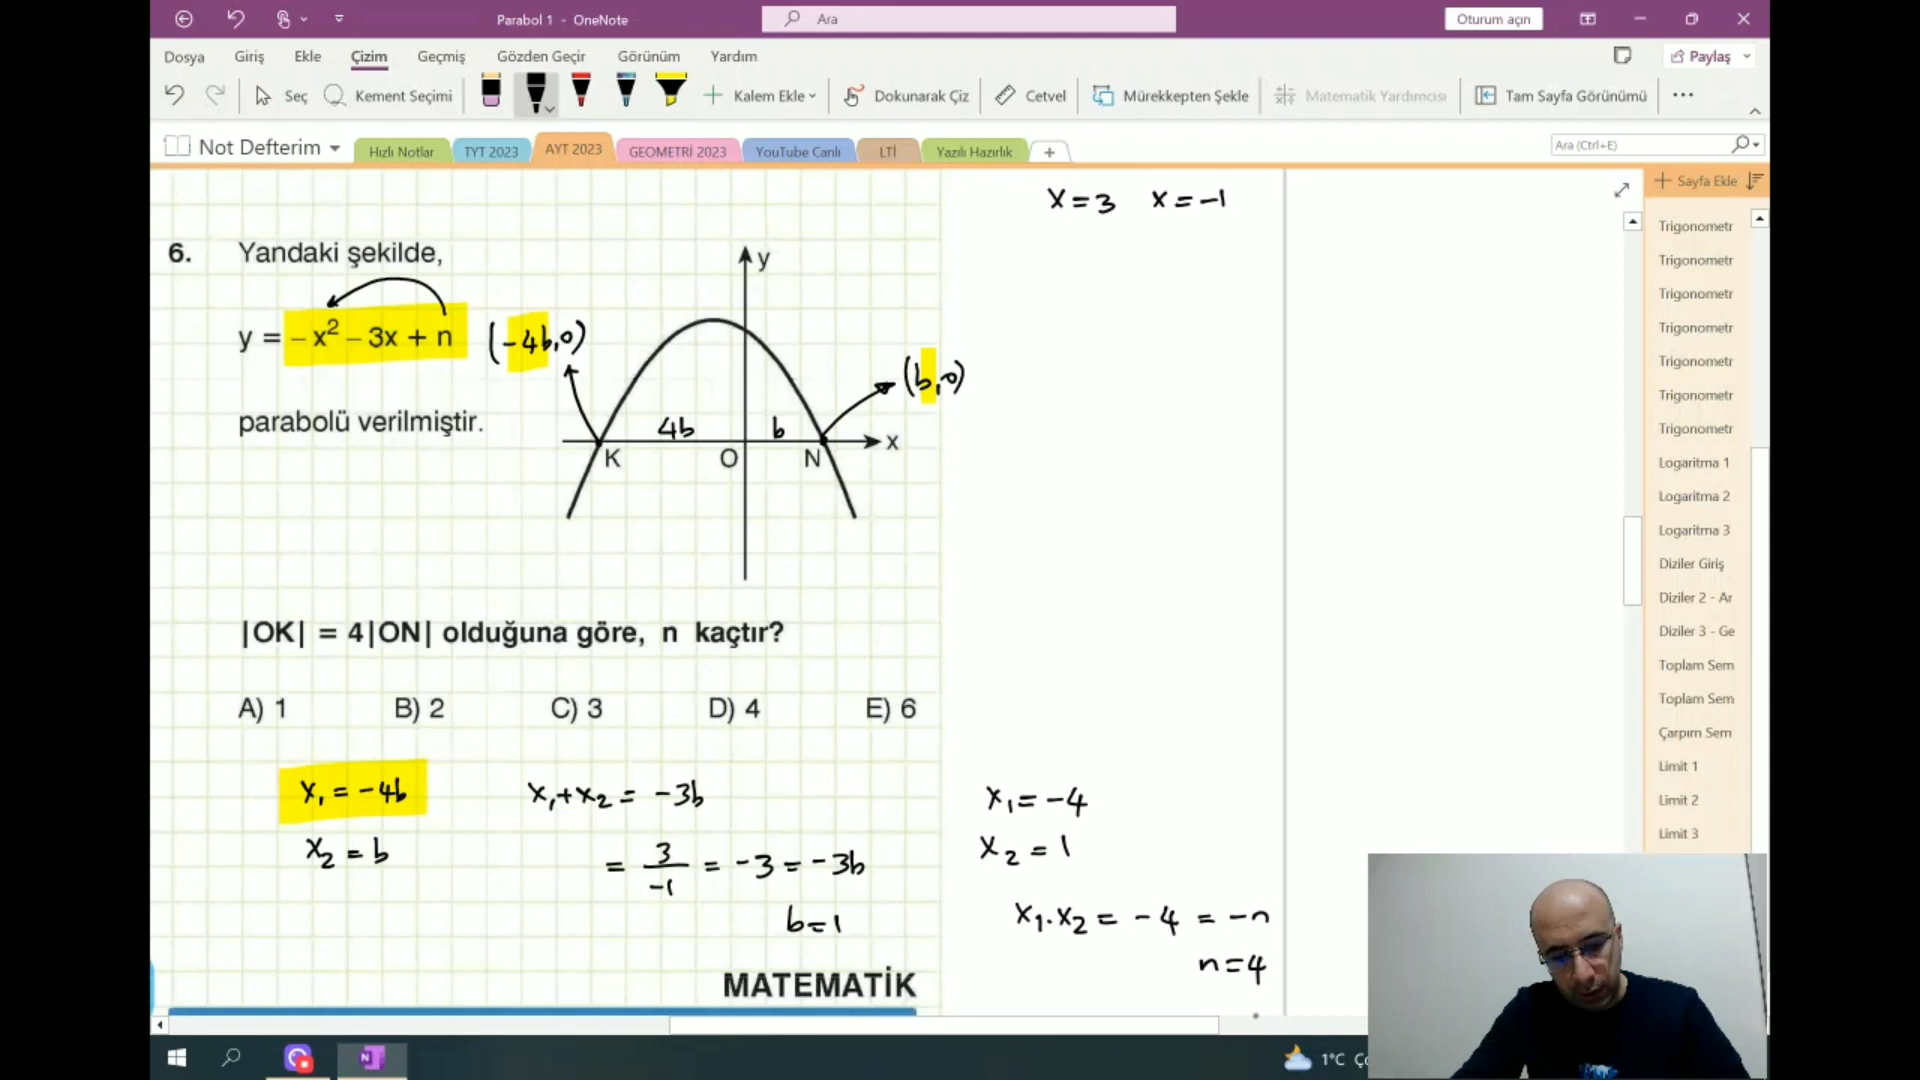 Parabol 1 - OneNote
Ara
Oturum açın
Dosya Giriş Ekle Çizim Geçmiş Gözden Geçir Görünüm Yardım
Paylaş
Seç Kement Seçimi Kalem Ekle Dokunarak Çiz Cetvel Mürekkepten Şekle Matematik Yardımcısı Tam Sayfa Görünümü
Not Defterim Hızlı Notlar TYT 2023 AYT 2023 GEOMETRİ 2023 YouTube Canlı LTİ Yazılı Hazırlık
Ara (Ctrl+E)
Sayfa Ekle
Trigonometr
Trigonometr
Trigonometr
Trigonometr
Trigonometr
Trigonometr
Trigonometr
Logaritma 1
Logaritma 2
Logaritma 3
Diziler Giriş
Diziler 2 - Ar
Diziler 3 - Ge
Toplam Sem
Toplam Sem
Çarpım Sem
Limit 1
Limit 2
Limit 3
x = 3 x = -1
6. Yandaki şekilde,
y = -x² - 3x + n
parabolü verilmiştir.
(-4b,0)
(b,0)
y
4b b
K O N x
|OK| = 4|ON| olduğuna göre, n kaçtır?
A) 1 B) 2 C) 3 D) 4 E) 6
x₁ = -4b
x₂ = b
x₁+x₂ = -3b
= 3/-1 = -3 = -3b
b=1
x₁ = -4
x₂ = 1
x₁.x₂ = -4 = -n
n=4
MATEMATİK
1°C